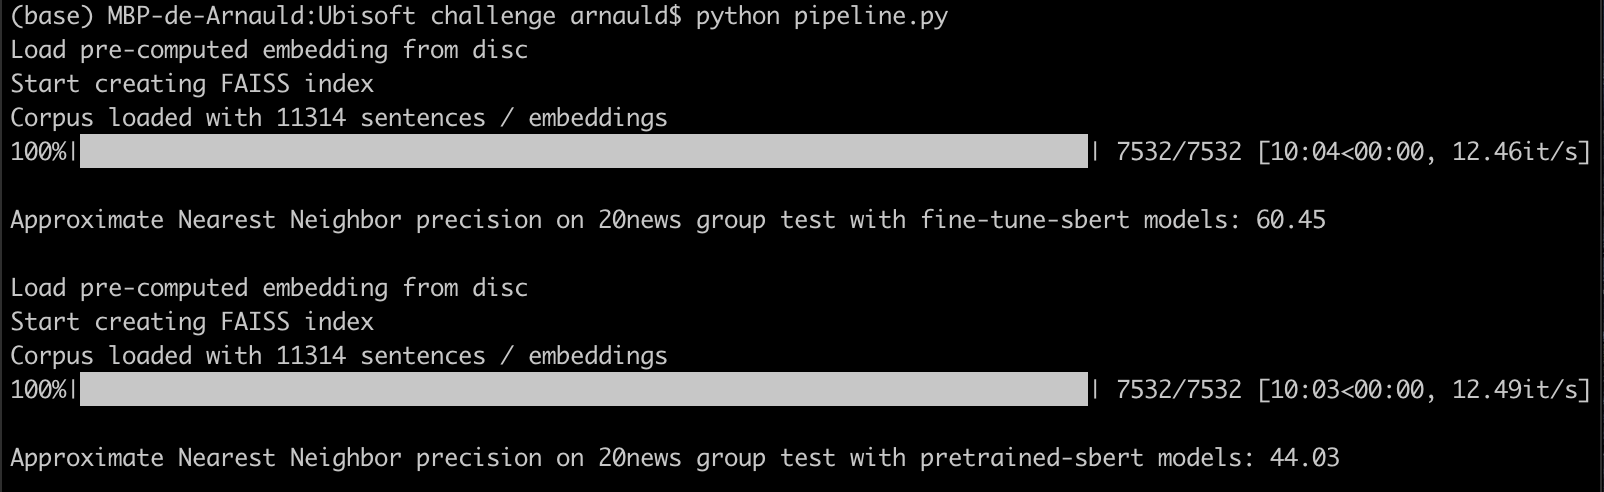 (base) MBP-de-Arnauld:Ubisoft challenge arnauld$ python pipeline.py
Load pre-computed embedding from disc
Start creating FAISS index
Corpus loaded with 11314 sentences / embeddings
100%| | 7532/7532 [10:04<00:00, 12.46it/s]
Approximate Nearest Neighbor precision on 20news group test with fine-tune-sbert models: 60.45
Load pre-computed embedding from disc
Start creating FAISS index
Corpus loaded with 11314 sentences / embeddings
100%| | 7532/7532 [10:03<00:00, 12.49it/s]
Approximate Nearest Neighbor precision on 20news group test with pretrained-sbert models: 44.03